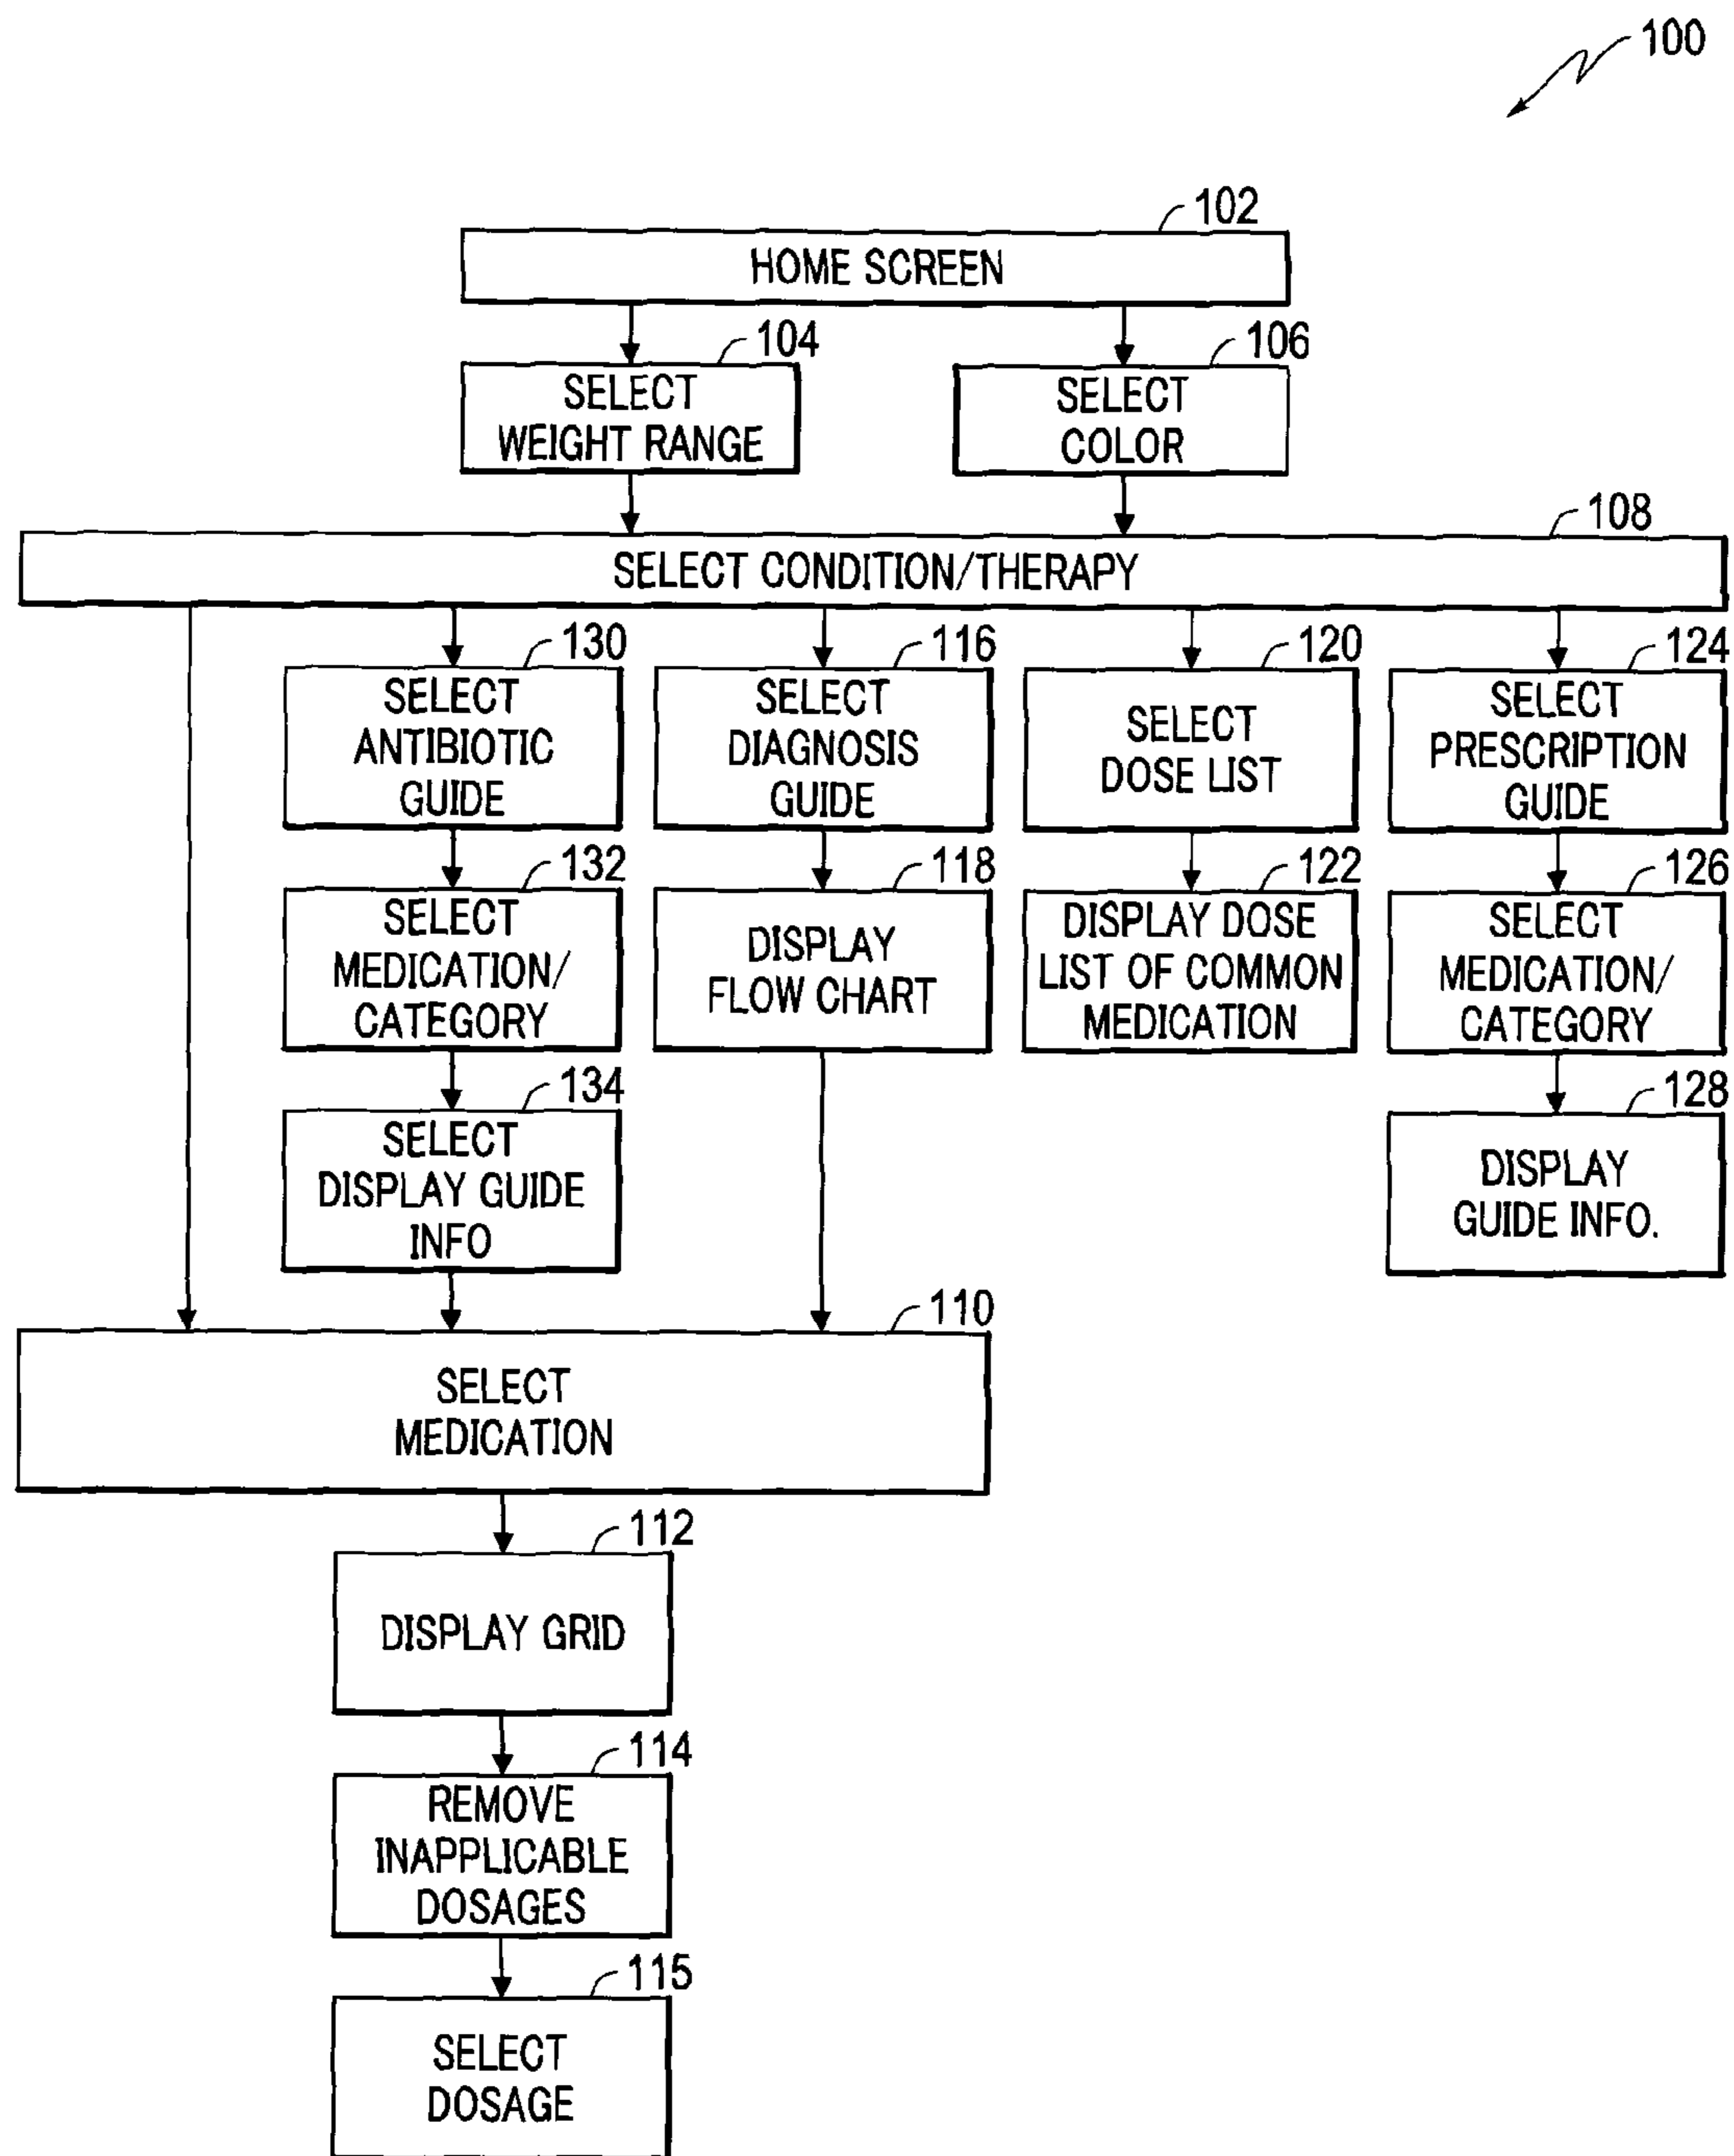 100
102
HOME SCREEN
104
SELECT
WEIGHT RANGE
106
SELECT
COLOR
108
SELECT CONDITION/THERAPY
130
SELECT
ANTIBIOTIC
GUIDE
116
SELECT
DIAGNOSIS
GUIDE
120
SELECT
DOSE LIST
124
SELECT
PRESCRIPTION
GUIDE
132
SELECT
MEDICATION/
CATEGORY
118
DISPLAY
FLOW CHART
122
DISPLAY DOSE
LIST OF COMMON
MEDICATION
126
SELECT
MEDICATION/
CATEGORY
134
SELECT
DISPLAY GUIDE
INFO
128
DISPLAY
GUIDE INFO.
110
SELECT
MEDICATION
112
DISPLAY GRID
114
REMOVE
INAPPLICABLE
DOSAGES
115
SELECT
DOSAGE